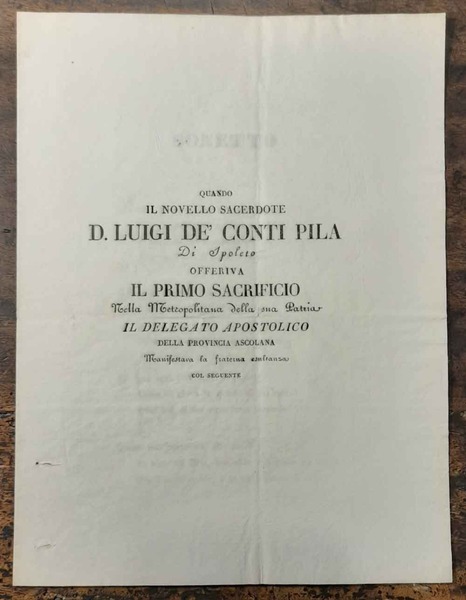 QUANDO
IL NOVELLO SACERDOTE
D. LUIGI DE' CONTI PILA
Di Spoleto
OFFERIVA
IL PRIMO SACRIFICIO
Nella Metropolitana della sua Patria
IL DELEGATO APOSTOLICO
DELLA PROVINCIA ASCOLANA
Manifestava la fraterna esultanza
COL SEGUENTE